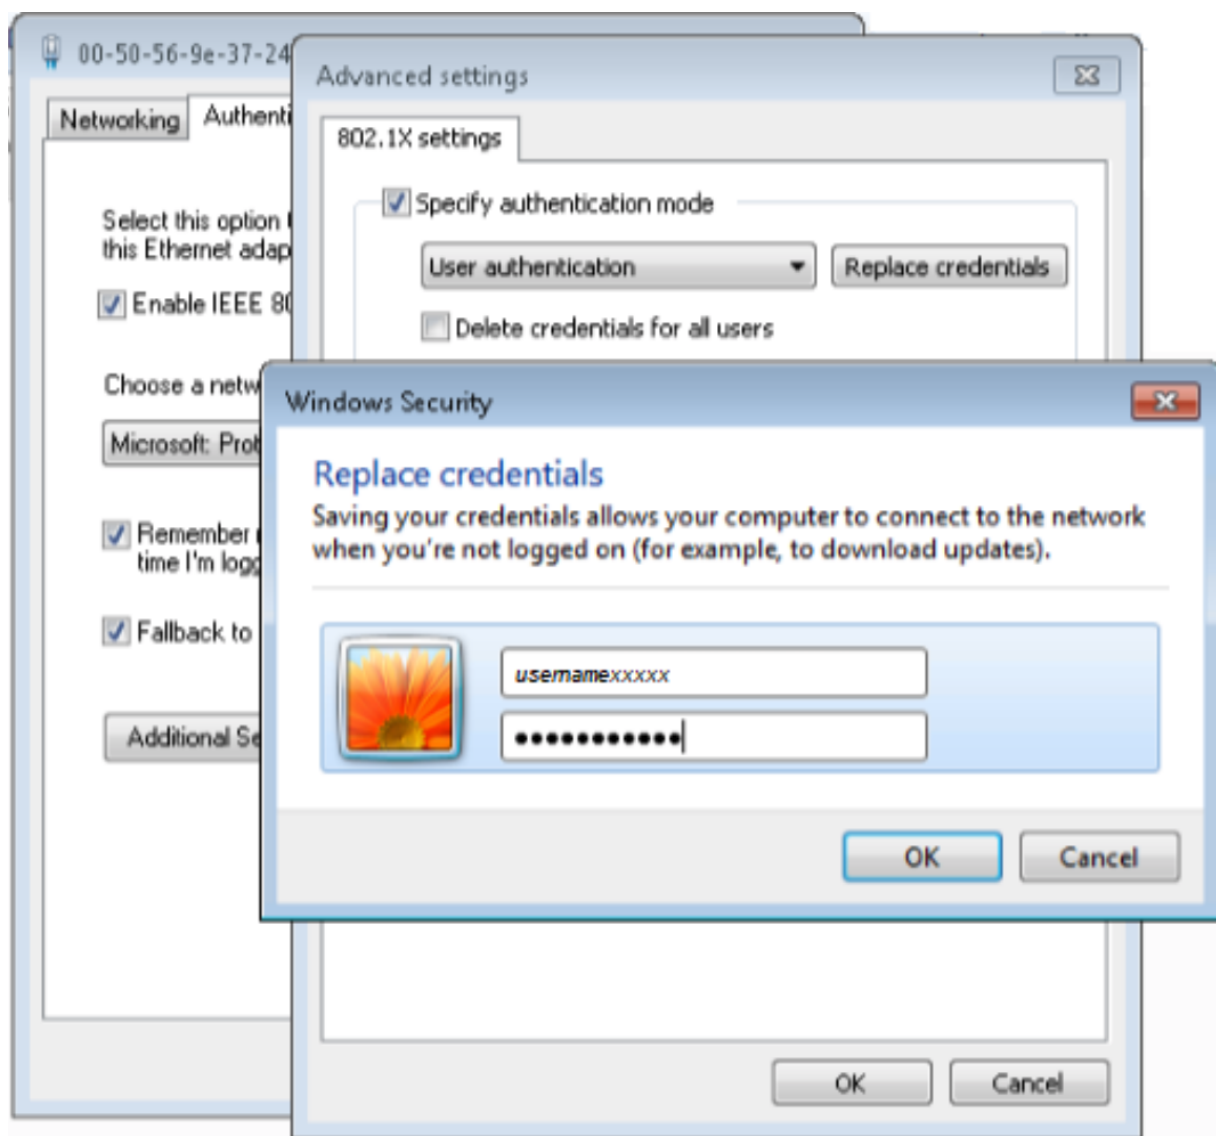 00-50-56-9e-37-24
Networking
Authenti
Select this option
this Ethernet adap
Enable IEEE 80
Choose a netw
Microsoft: Prot
Remember
time I'm logg
Fallback to
Additional Se
Advanced settings
802.1X settings
Specify authentication mode
User authentication
Replace credentials
Delete credentials for all users
Windows Security
Replace credentials
Saving your credentials allows your computer to connect to the network
when you're not logged on (for example, to download updates).
usernamexxxxx
●●●●●●●●●●●
OK
Cancel
OK
Cancel